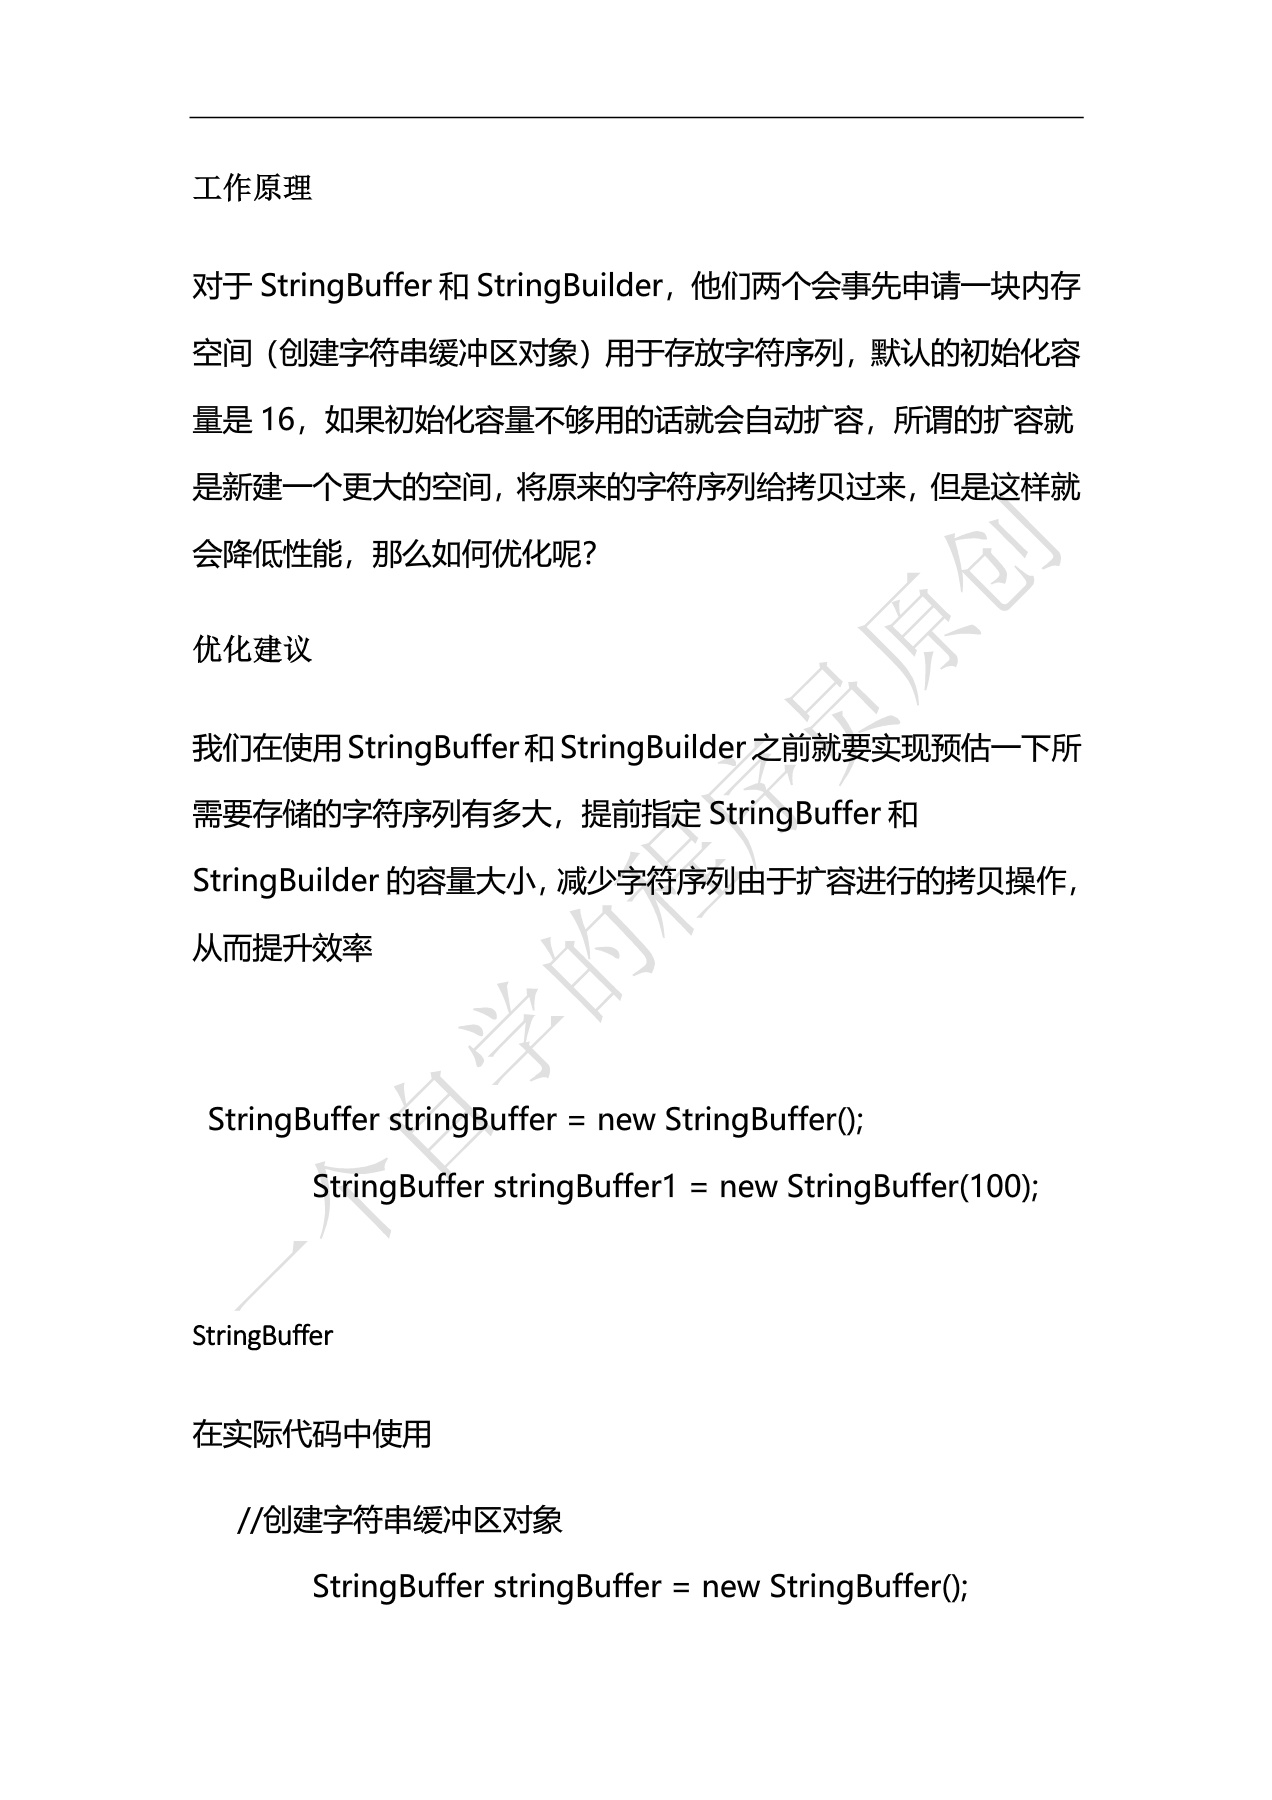 工作原理
对于 StringBuffer 和 StringBuilder，他们两个会事先申请一块内存
空间（创建字符串缓冲区对象）用于存放字符序列，默认的初始化容
量是 16，如果初始化容量不够用的话就会自动扩容，所谓的扩容就
是新建一个更大的空间，将原来的字符序列给拷贝过来，但是这样就
会降低性能，那么如何优化呢？
优化建议
我们在使用 StringBuffer 和 StringBuilder 之前就要实现预估一下所
需要存储的字符序列有多大，提前指定 StringBuffer 和
StringBuilder 的容量大小，减少字符序列由于扩容进行的拷贝操作，
从而提升效率
StringBuffer stringBuffer = new StringBuffer();
StringBuffer stringBuffer1 = new StringBuffer(100);
StringBuffer
在实际代码中使用
//创建字符串缓冲区对象
StringBuffer stringBuffer = new StringBuffer();
一个自学的程序员原创